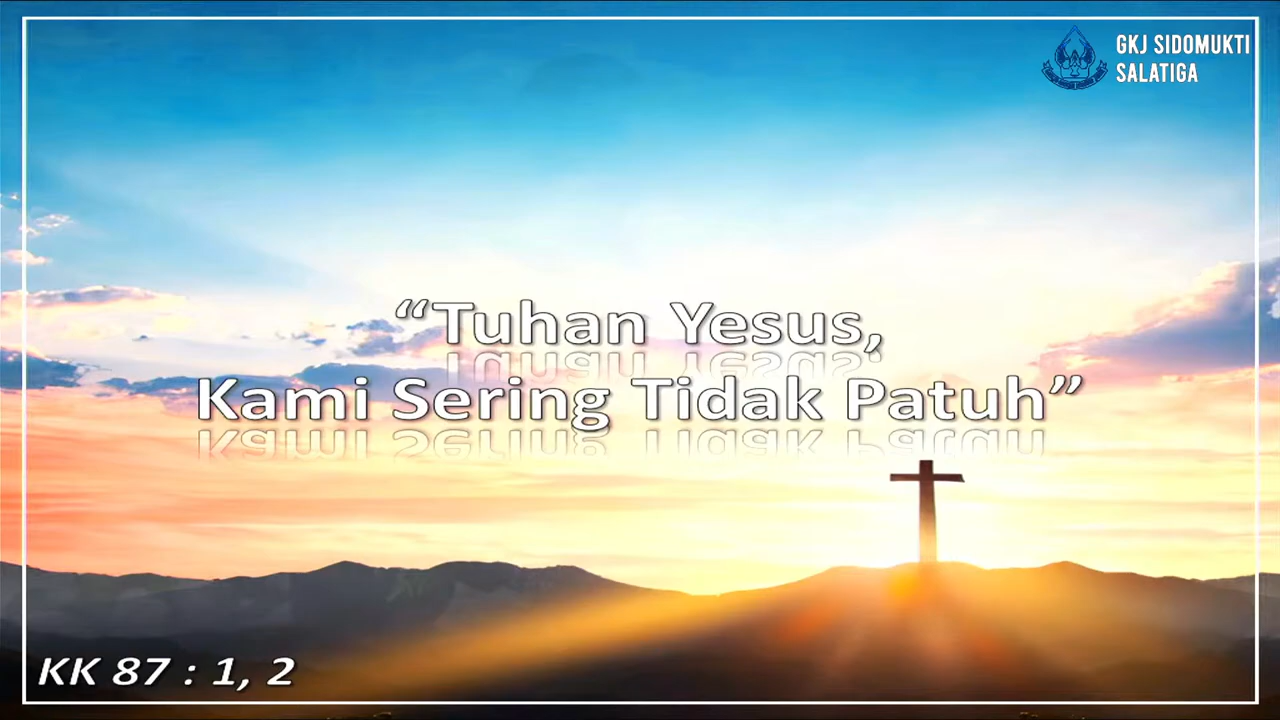 GKJ SIDOMUKTI
SALATIGA
“Tuhan Yesus,
Kami Sering Tidak Patuh”
KK 87 : 1, 2